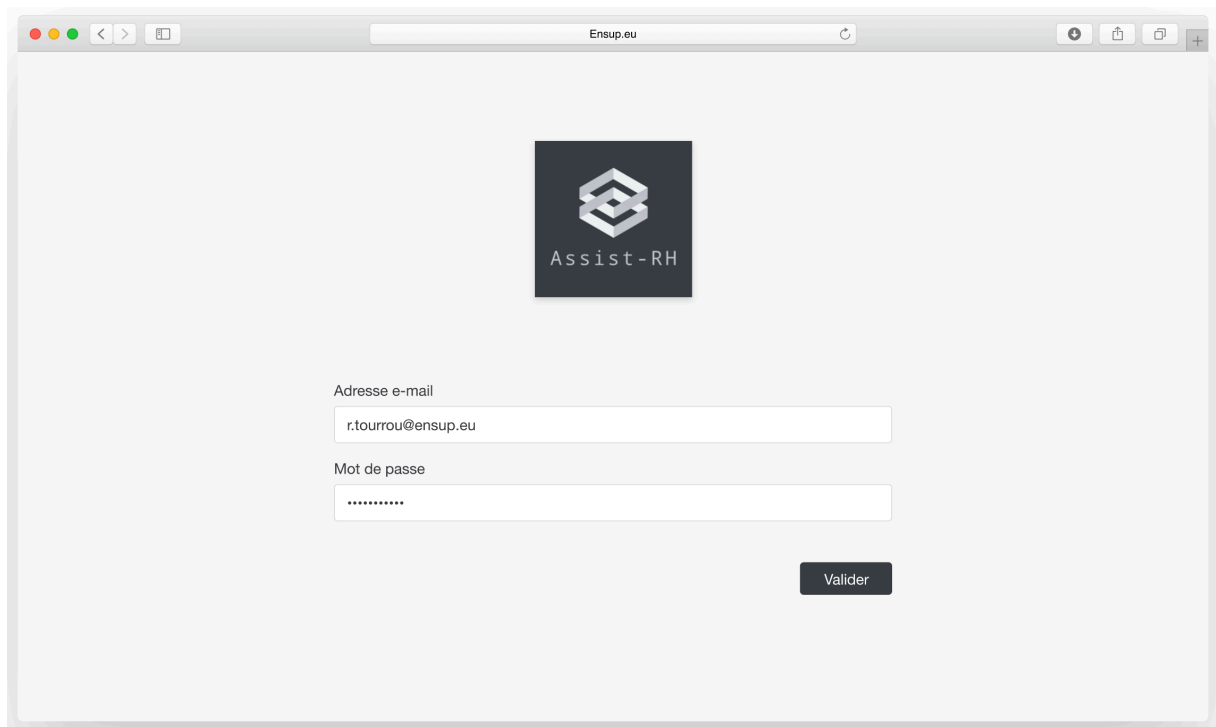 Ensup.eu
Assist-RH
Adresse e-mail
r.tourrou@ensup.eu
Mot de passe
•••••••••••
Valider